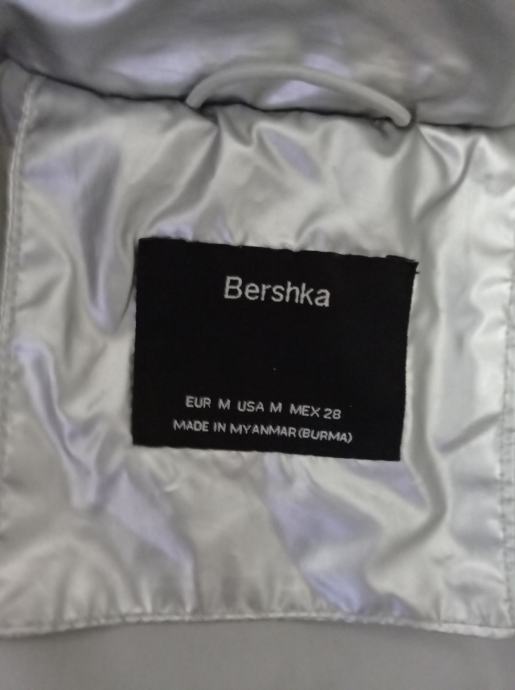 Bershka
EUR M USA M MEX 28
MADE IN MYANMAR (BURMA)